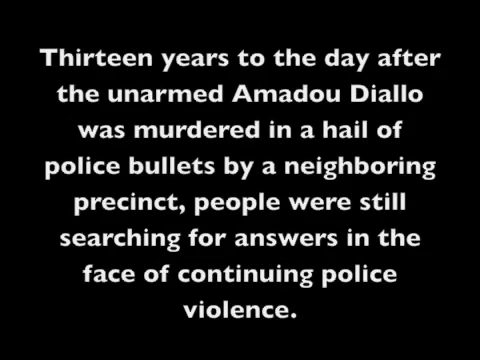 Thirteen years to the day after
the unarmed Amadou Diallo
was murdered in a hail of
police bullets by a neighboring
precinct, people were still
searching for answers in the
face of continuing police
violence.